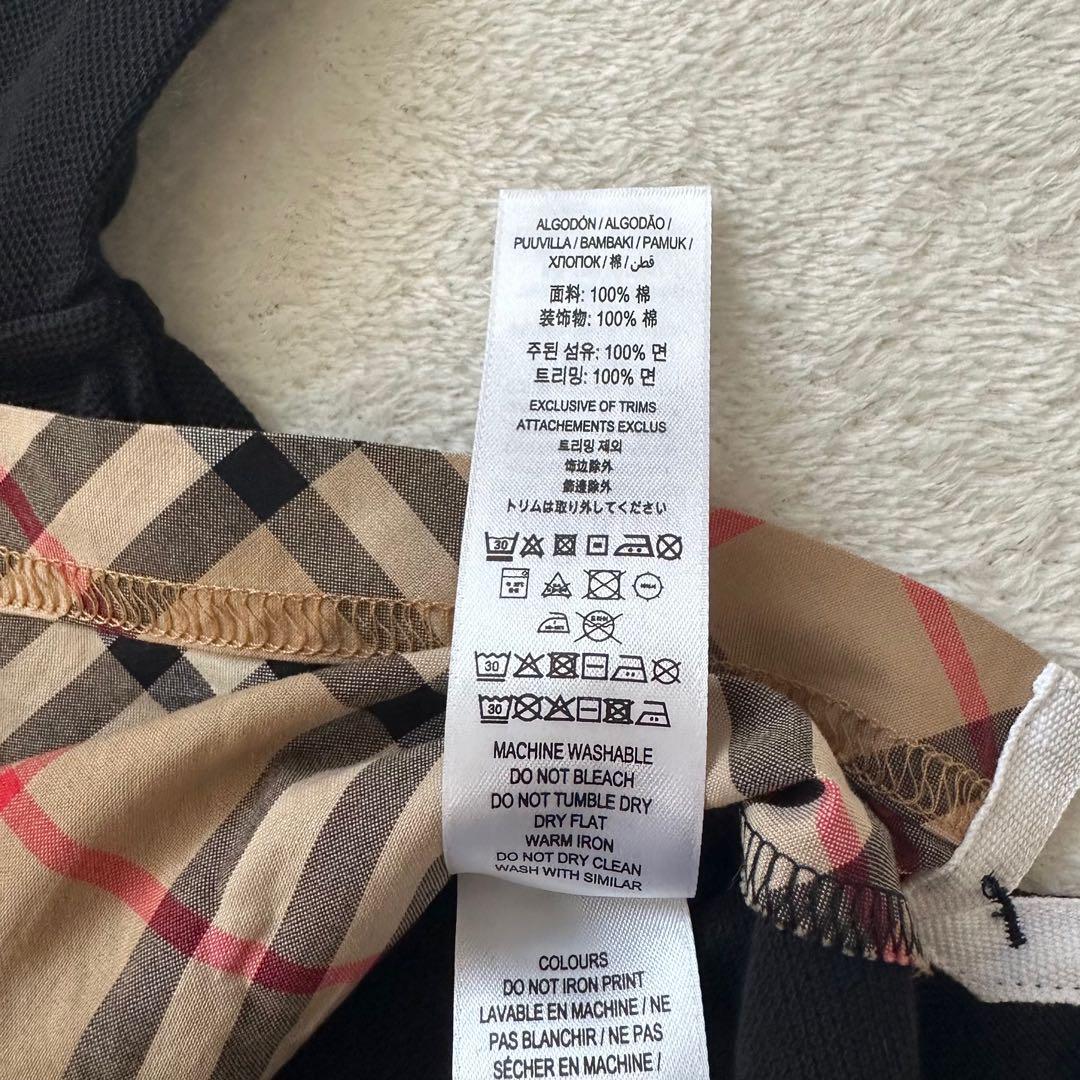 ALGODÓN / ALGODÃO /
PUUVILLA / BAMBAKI / PAMUK /
ХЛОПОК / 棉 / قطن
面料: 100% 棉
装饰物: 100% 棉
주된 섬유: 100% 면
트리밍: 100% 면
EXCLUSIVE OF TRIMS
ATTACHEMENTS EXCLUS
트리밍 제외
饰边除外
飾邊除外
トリムは取り外してください
30
30
30
MACHINE WASHABLE
DO NOT BLEACH
DO NOT TUMBLE DRY
DRY FLAT
WARM IRON
DO NOT DRY CLEAN
WASH WITH SIMILAR
COLOURS
DO NOT IRON PRINT
LAVABLE EN MACHINE / NE
PAS BLANCHIR / NE PAS
SÉCHER EN MACHINE /